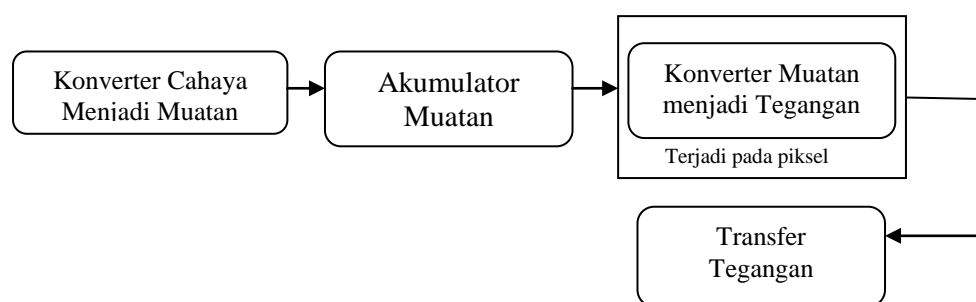 Konverter Cahaya
Menjadi Muatan
Akumulator
Muatan
Konverter Muatan
menjadi Tegangan
Terjadi pada piksel
Transfer
Tegangan